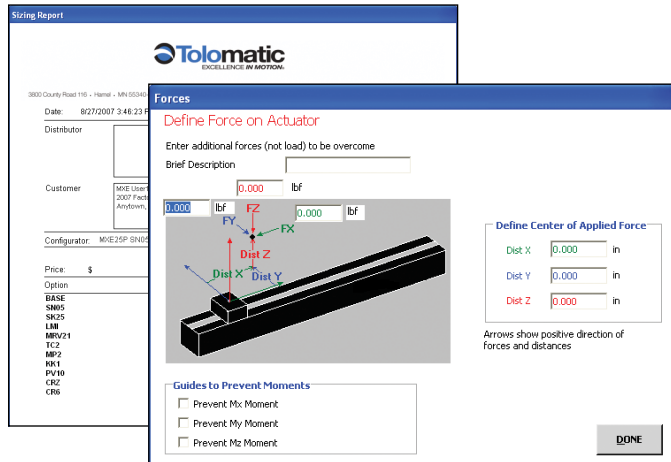 Sizing Report
Tolomatic
EXCELLENCE IN MOTION
3800 County Road 116 • Hamel • MN 55340
Date: 8/27/2007 3:46:23
Distributor
Customer
MXE
2007
Anytown,
Configurator: MXE25P SN05
Price: $
Option
BASE
SN05
SK25
LMI
MRV21
TC2
MP2
KK1
PV10
CRZ
CR6
Forces
Define Force on Actuator
Enter additional forces (not load) to be overcome
Brief Description
0.000 lbf
0.000 lbf FZ 0.000 lbf
FY
FX
Dist Z
Dist X Dist Y
Define Center of Applied Force
Dist X 0.000 in
Dist Y 0.000 in
Dist Z 0.000 in
Arrows show positive direction of
forces and distances
Guides to Prevent Moments
Prevent Mx Moment
Prevent My Moment
Prevent Mz Moment
DONE